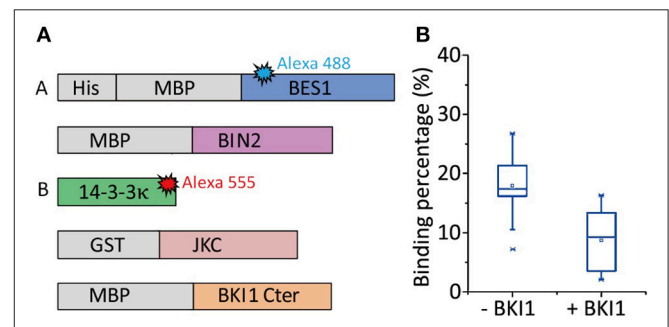 A
Alexa 488
A His MBP BES1
MBP BIN2
B 14-3-3κ Alexa 555
GST JKC
MBP BKI1 Cter
B
Binding percentage (%)
40
30
20
10
0
- BKI1 + BKI1